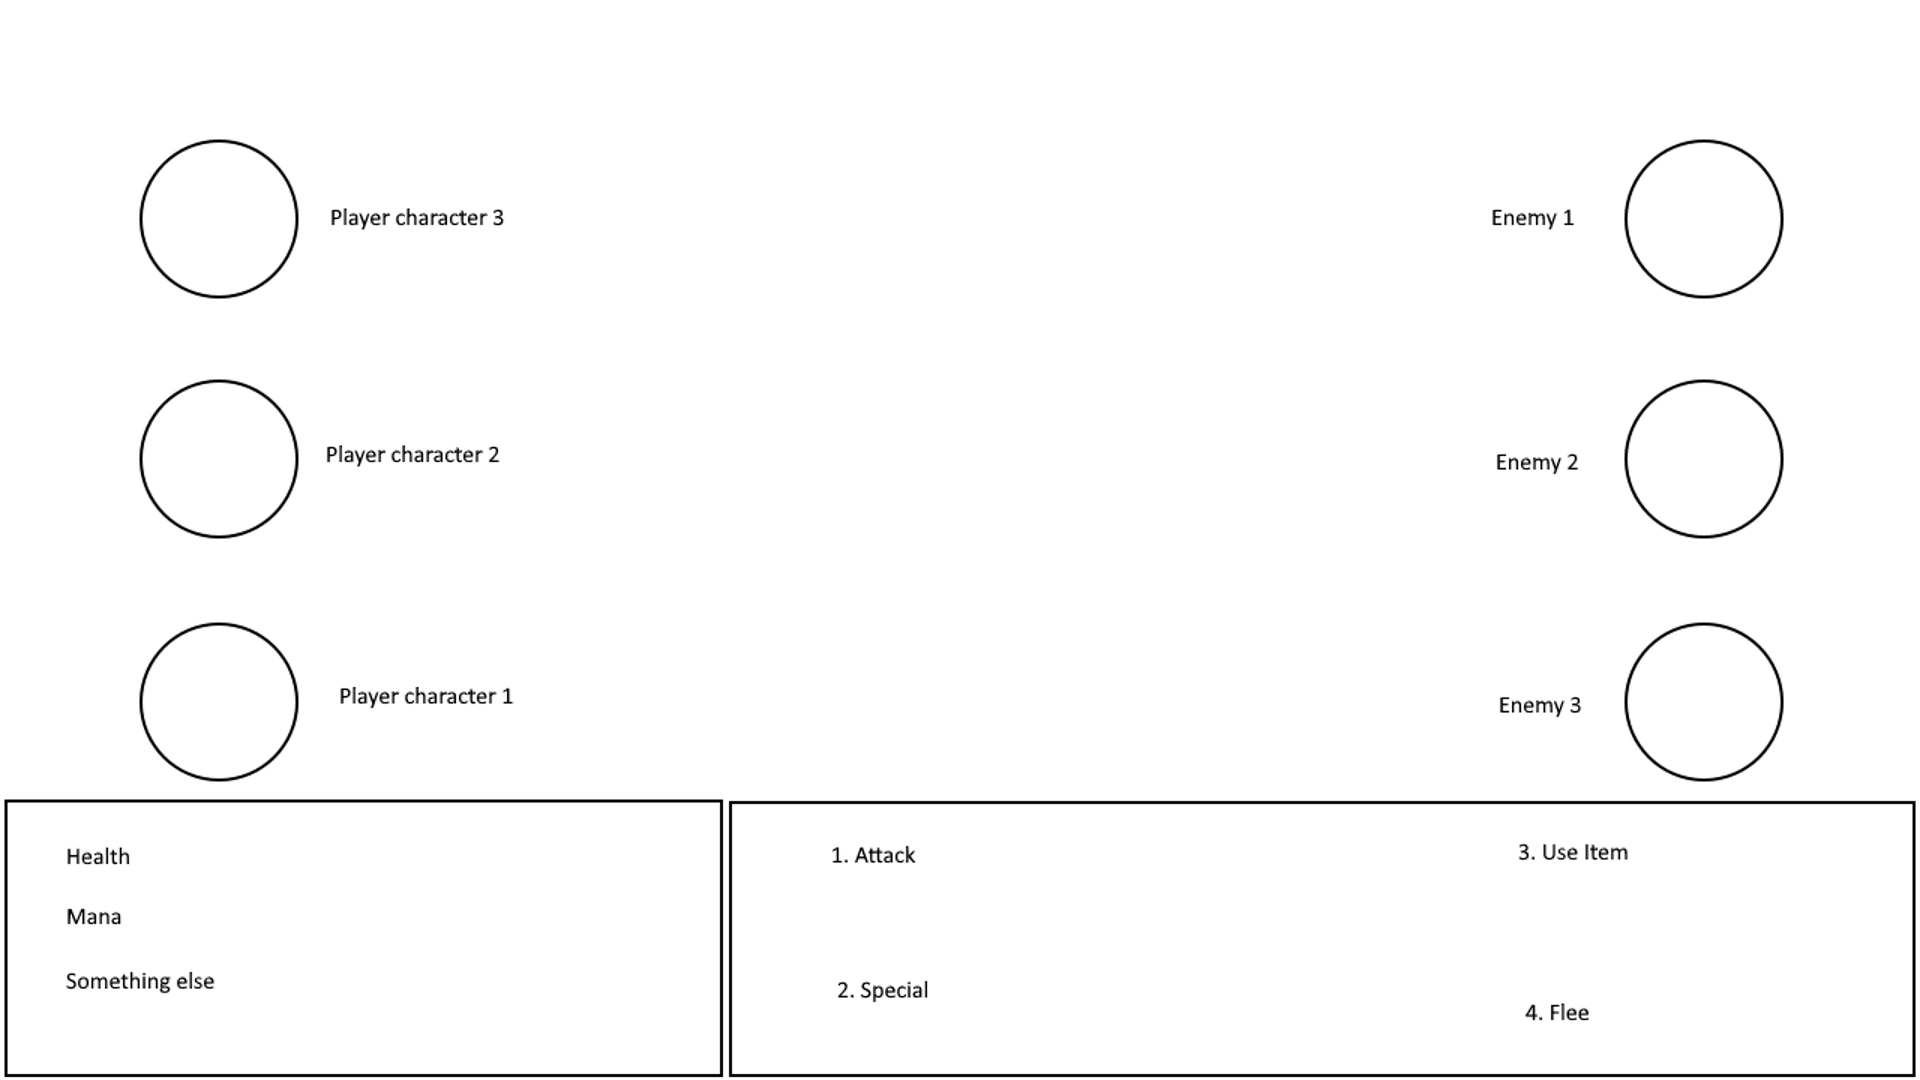 Player character 3
Enemy 1
Player character 2
Enemy 2
Player character 1
Enemy 3
Health
Mana
Something else
1. Attack
2. Special
3. Use Item
4. Flee